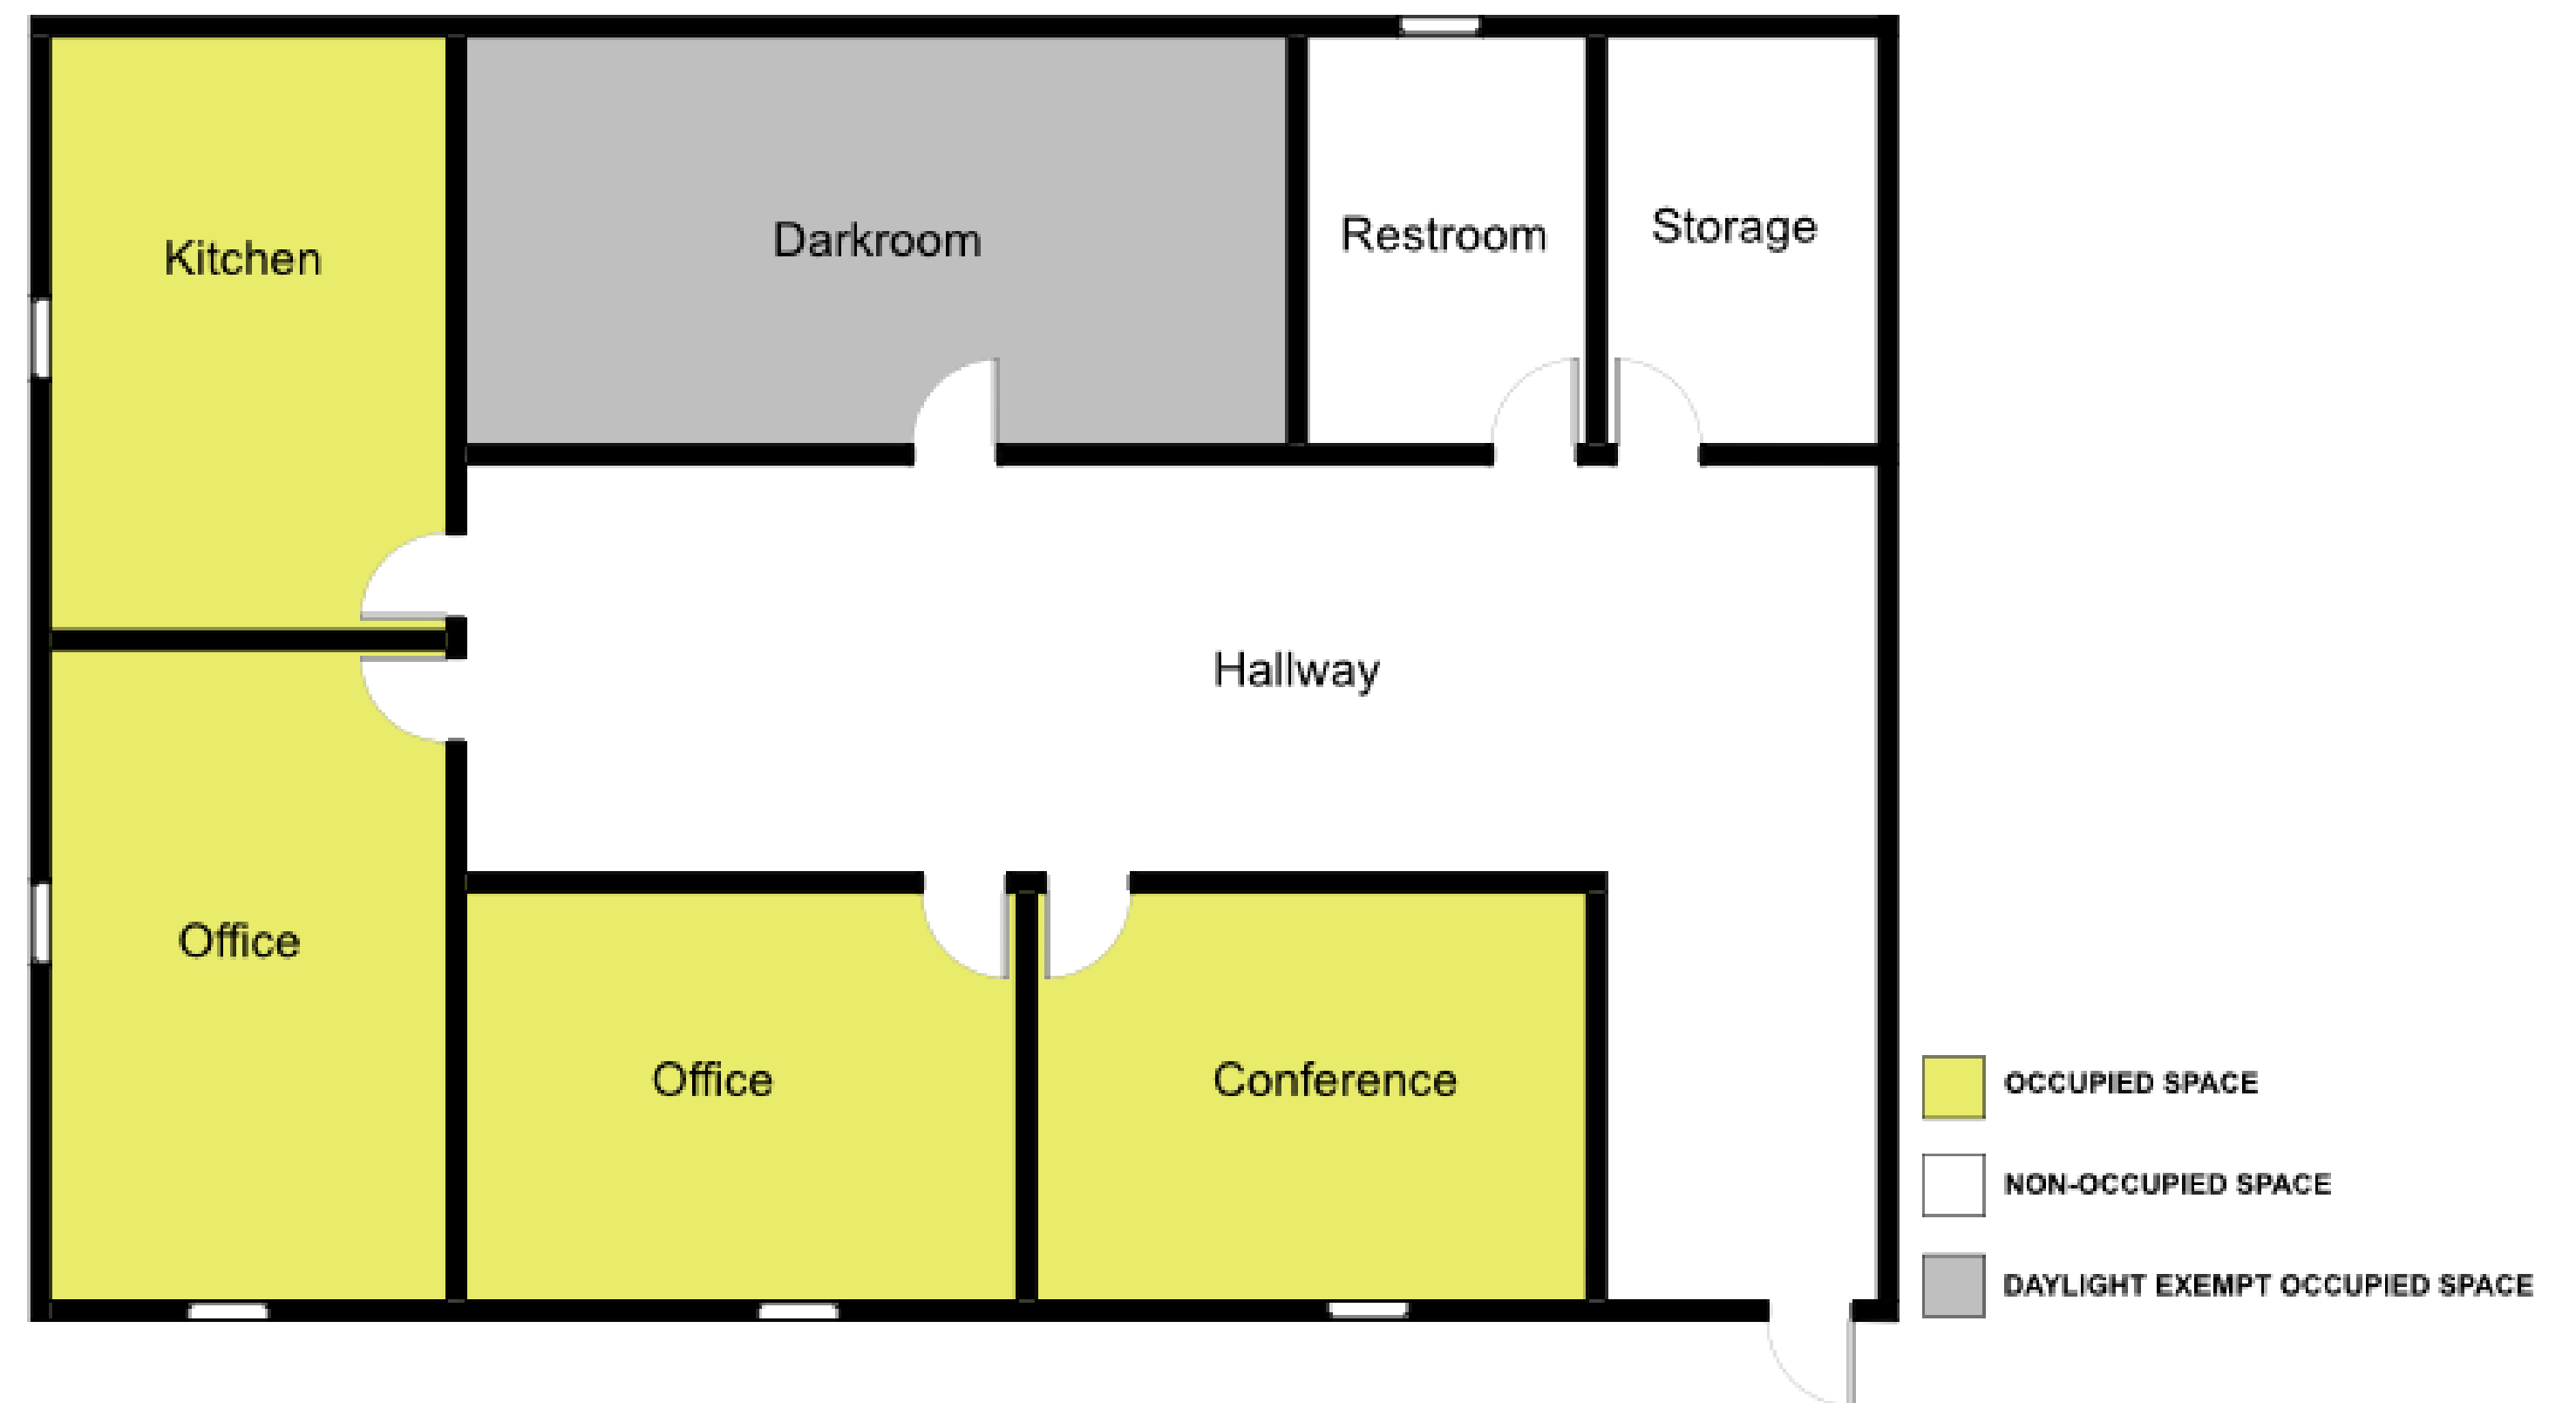 Kitchen
Darkroom
Restroom
Storage
Hallway
Office
Office
Conference
OCCUPIED SPACE
NON-OCCUPIED SPACE
DAYLIGHT EXEMPT OCCUPIED SPACE